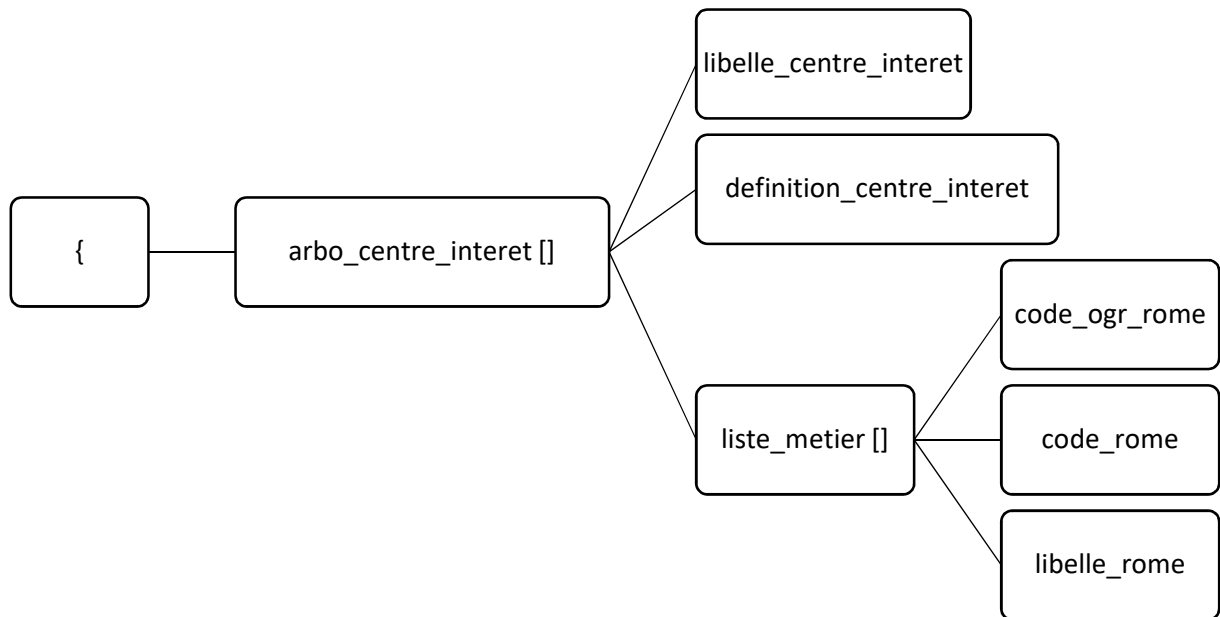 libelle_centre_interet
definition_centre_interet
{
arbo_centre_interet []
code_ogr_rome
liste_metier []
code_rome
libelle_rome